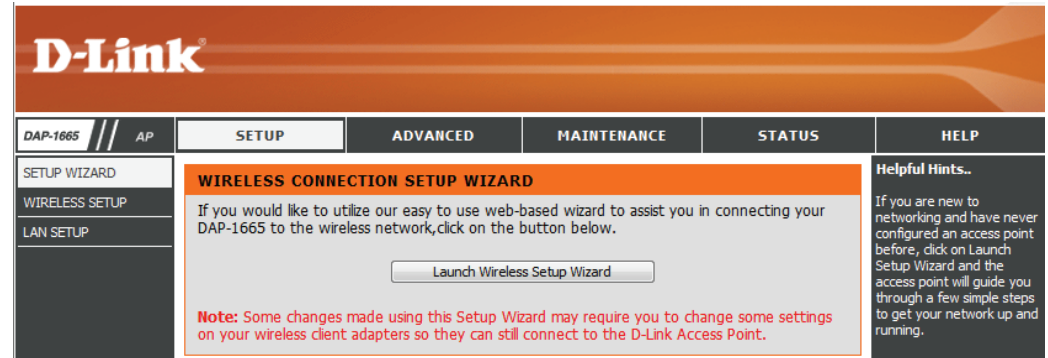 D-Link®
DAP-1665 // AP
SETUP
ADVANCED
MAINTENANCE
STATUS
HELP
SETUP WIZARD
WIRELESS SETUP
LAN SETUP
WIRELESS CONNECTION SETUP WIZARD
If you would like to utilize our easy to use web-based wizard to assist you in connecting your
DAP-1665 to the wireless network,click on the button below.
Launch Wireless Setup Wizard
Note: Some changes made using this Setup Wizard may require you to change some settings
on your wireless client adapters so they can still connect to the D-Link Access Point.
Helpful Hints..
If you are new to
networking and have never
configured an access point
before, click on Launch
Setup Wizard and the
access point will guide you
through a few simple steps
to get your network up and
running.